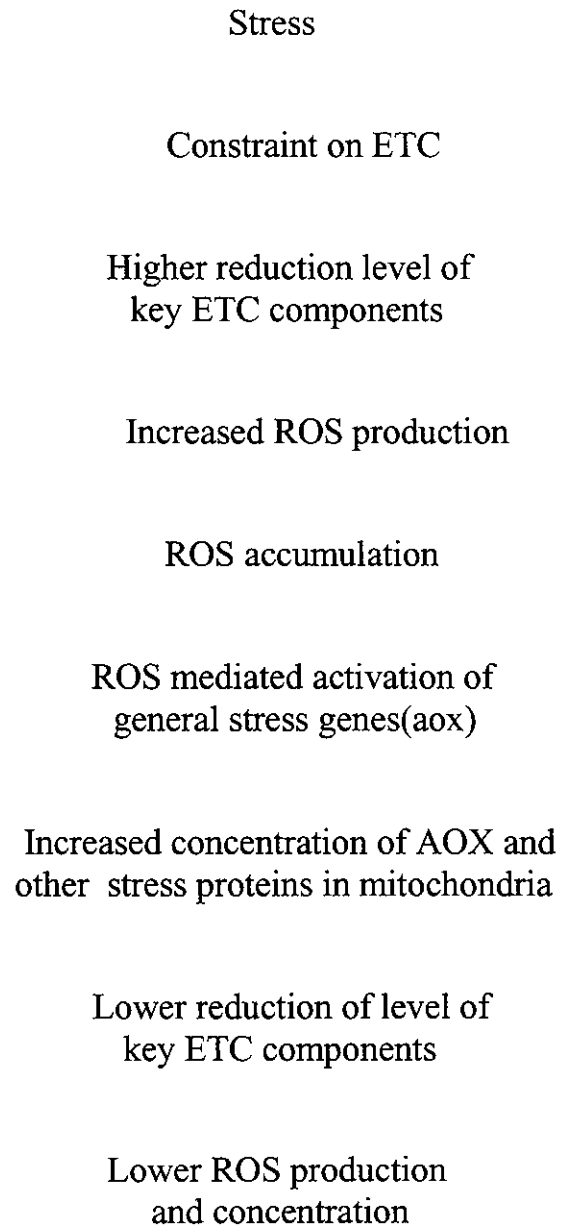 Stress
Constraint on ETC
Higher reduction level of
key ETC components
Increased ROS production
ROS accumulation
ROS mediated activation of
general stress genes(aox)
Increased concentration of AOX and
other stress proteins in mitochondria
Lower reduction of level of
key ETC components
Lower ROS production
and concentration